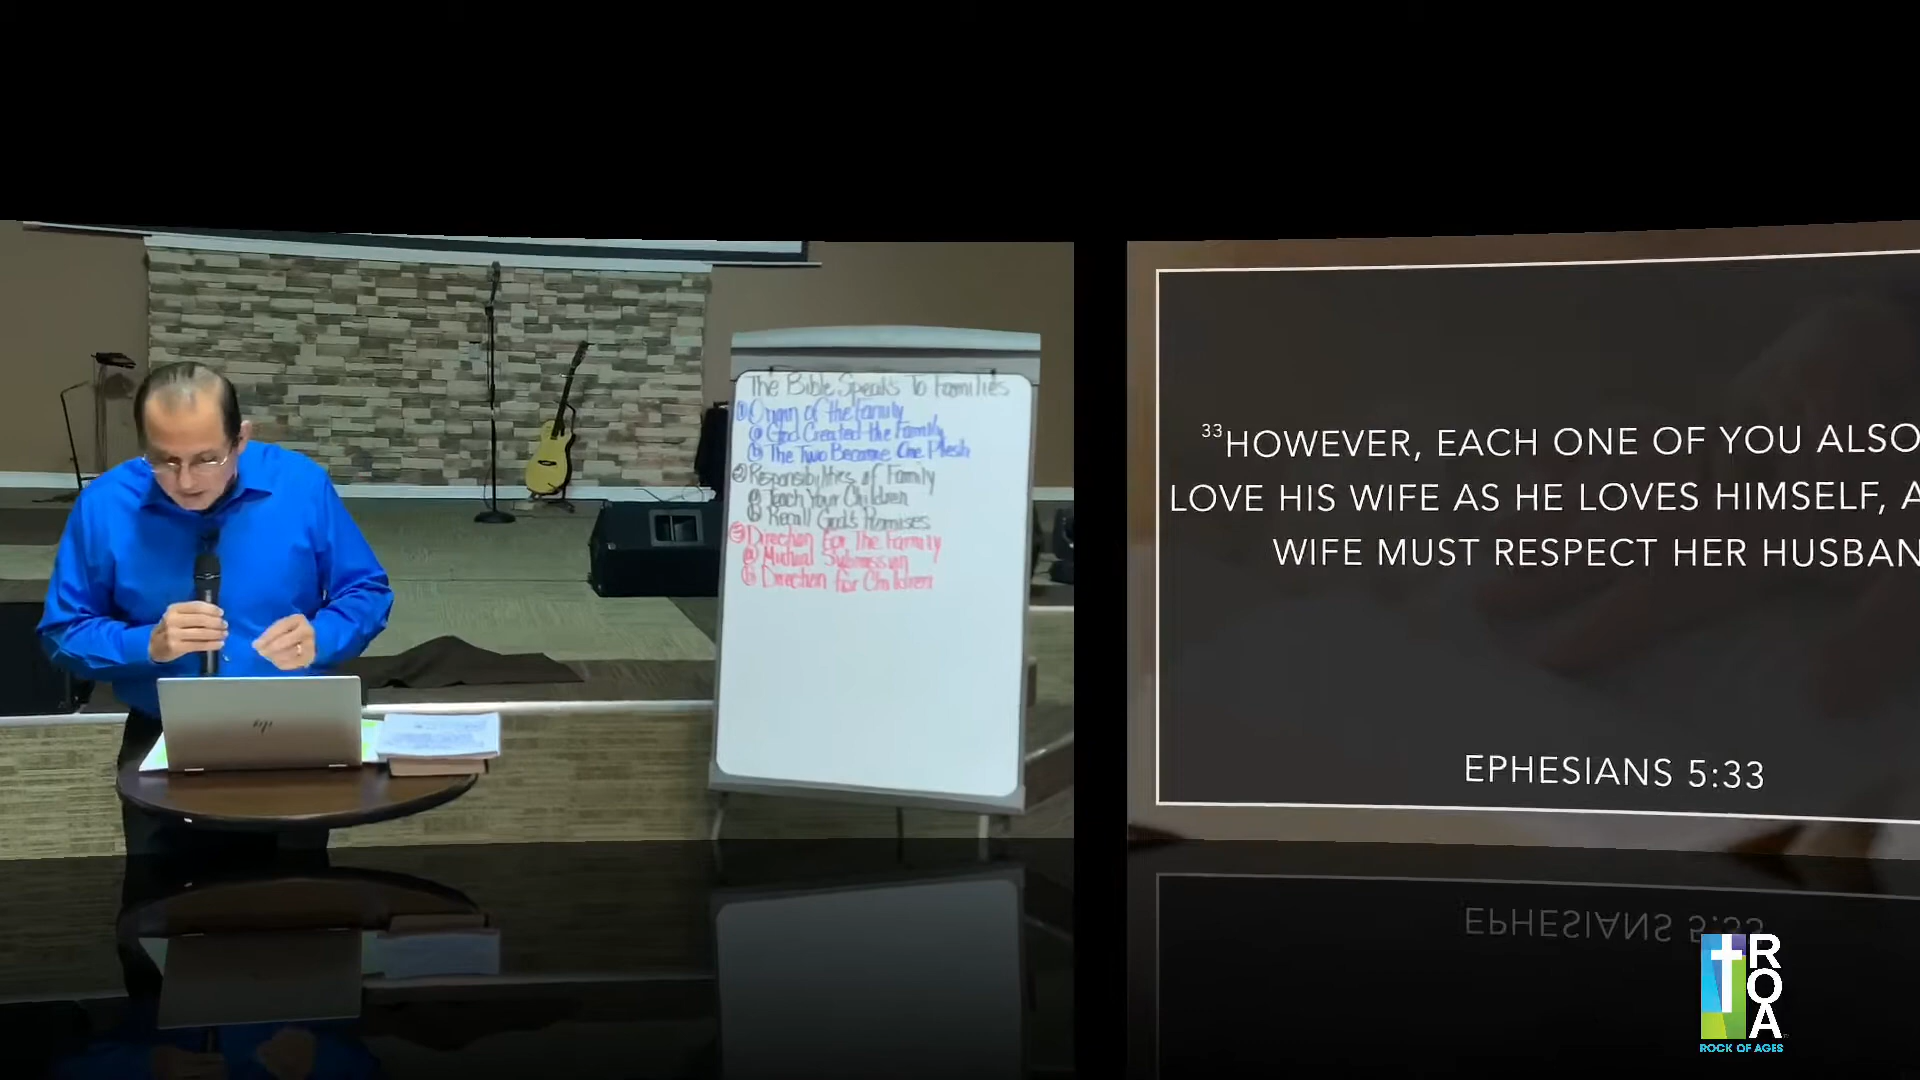 The Bible Speaks To Families
① Origin of the Family
ⓐ God Created the Family
ⓑ The Two Become One Flesh
② Responsibilities of Family
ⓐ Teach Your Children
ⓑ Recall God's Promises
③ Direction For The Family
ⓐ Mutual Submission
ⓑ Direction for Children
hp
33HOWEVER, EACH ONE OF YOU ALSO
LOVE HIS WIFE AS HE LOVES HIMSELF, A
WIFE MUST RESPECT HER HUSBAN
EPHESIANS 5:33
ROA
ROCK OF AGES